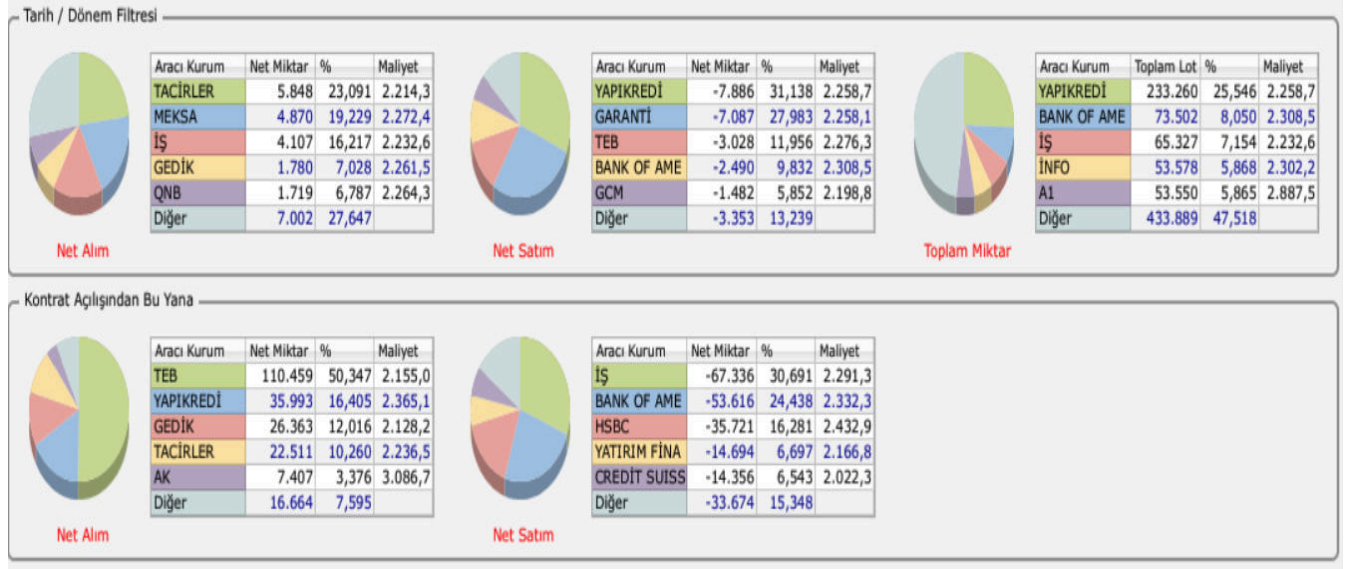 Tarih / Dönem Filtresi
Aracı Kurum Net Miktar % Maliyet
TACİRLER 5.848 23,091 2.214,3
MEKSA 4.870 19,229 2.272,4
İŞ 4.107 16,217 2.232,6
GEDİK 1.780 7,028 2.261,5
QNB 1.719 6,787 2.264,3
Diğer 7.002 27,647
Net Alım
Aracı Kurum Net Miktar % Maliyet
YAPIKREDİ -7.886 31,138 2.258,7
GARANTİ -7.087 27,983 2.258,1
TEB -3.028 11,956 2.276,3
BANK OF AME -2.490 9,832 2.308,5
GCM -1.482 5,852 2.198,8
Diğer -3.353 13,239
Net Satım
Aracı Kurum Toplam Lot % Maliyet
YAPIKREDİ 233.260 25,546 2.258,7
BANK OF AME 73.502 8,050 2.308,5
İŞ 65.327 7,154 2.232,6
İNFO 53.578 5,868 2.302,2
A1 53.550 5,865 2.887,5
Diğer 433.889 47,518
Toplam Miktar
Kontrat Açılışından Bu Yana
Aracı Kurum Net Miktar % Maliyet
TEB 110.459 50,347 2.155,0
YAPIKREDİ 35.993 16,405 2.365,1
GEDİK 26.363 12,016 2.128,2
TACİRLER 22.511 10,260 2.236,5
AK 7.407 3,376 3.086,7
Diğer 16.664 7,595
Net Alım
Aracı Kurum Net Miktar % Maliyet
İŞ -67.336 30,691 2.291,3
BANK OF AME -53.616 24,438 2.332,3
HSBC -35.721 16,281 2.432,9
YATIRIM FİNA -14.694 6,697 2.166,8
CREDİT SUISS -14.356 6,543 2.022,3
Diğer -33.674 15,348
Net Satım